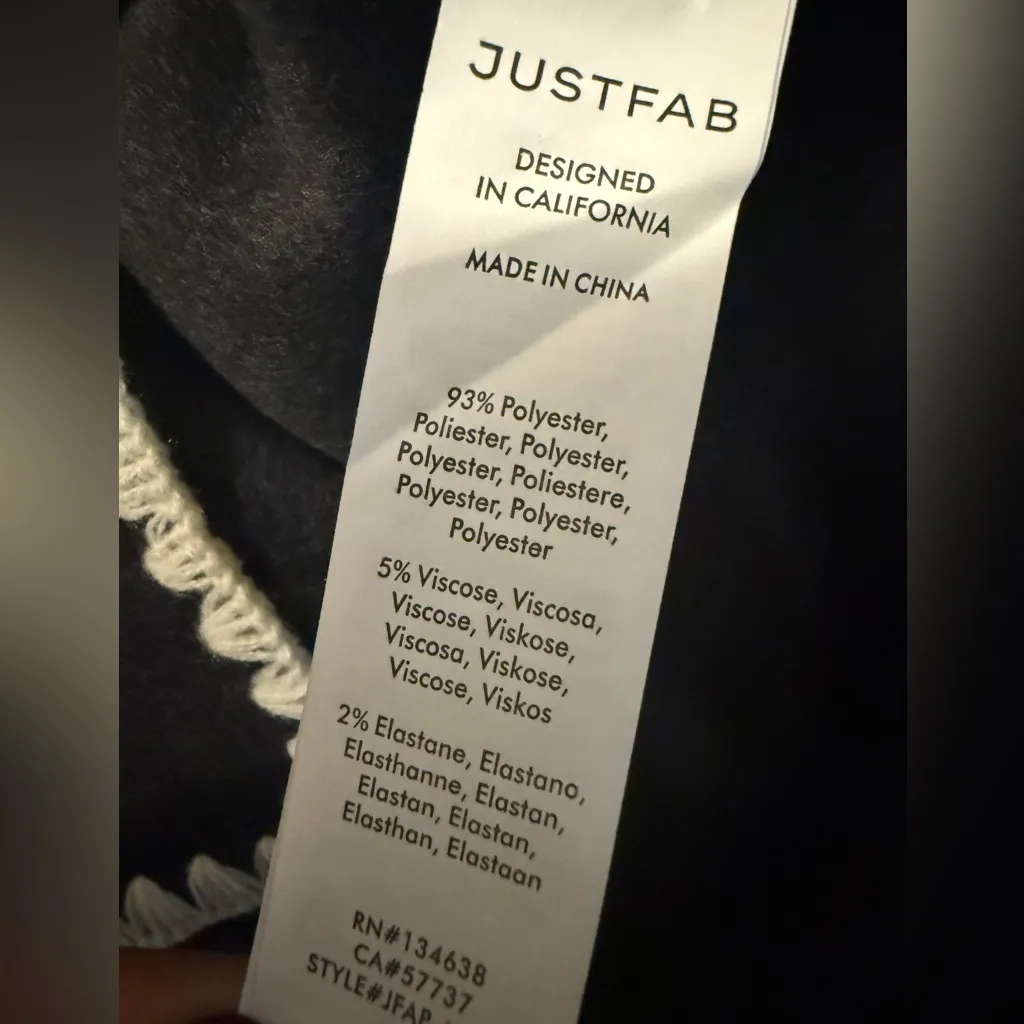 JUSTFAB
DESIGNED
IN CALIFORNIA
MADE IN CHINA
93% Polyester,
Poliester, Polyester,
Polyester, Poliestere,
Polyester, Polyester,
Polyester
5% Viscose, Viscosa,
Viscose, Viskose,
Viscosa, Viskose,
Viscose, Viskos
2% Elastane, Elastano,
Elasthanne, Elastan,
Elastan, Elastan,
Elasthan, Elastaan
RN#134638
CA#57737
STYLE#JFAP